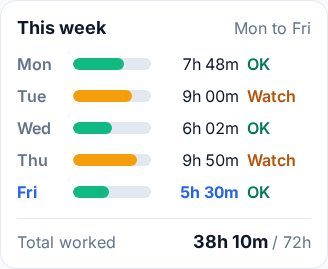 This week Mon to Fri
Mon 7h 48m OK
Tue 9h 00m Watch
Wed 6h 02m OK
Thu 9h 50m Watch
Fri 5h 30m OK
Total worked 38h 10m / 72h